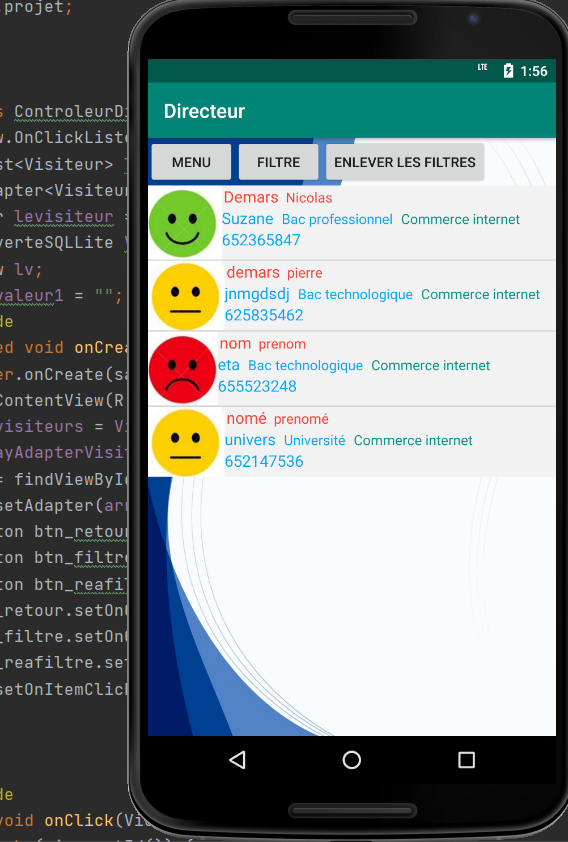 .projet;
s ControleurDi
w.OnClickListe
st<Visiteur>
apter<Visiteur
r levisiteur =
verteSQLLite
w lv;
valeur1 = "";
de
ed void onCrea
er.onCreate(sa
ContentView(R
visiteurs = Vi
ayAdapterVisit
= findViewById
setAdapter(arr
ton btn_retour
ton btn_filtre
ton btn_reafil
_retour.setOnC
_filtre.setOnC
_reafiltre.set
setOnItemClick
de
void onClick(Vi
LTE 1:56
Directeur
MENU FILTRE ENLEVER LES FILTRES
Demars Nicolas
Suzane Bac professionnel Commerce internet
652365847
demars pierre
jnmgdsdj Bac technologique Commerce internet
625835462
nom prenom
eta Bac technologique Commerce internet
655523248
nomé prenomé
univers Université Commerce internet
652147536